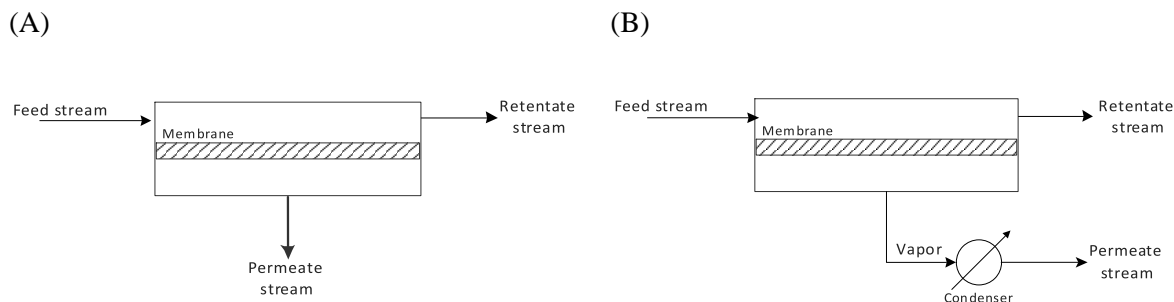 (A)
Feed stream
Membrane
Retentate
stream
Permeate
stream
(B)
Feed stream
Membrane
Retentate
stream
Vapor
Condenser
Permeate
stream